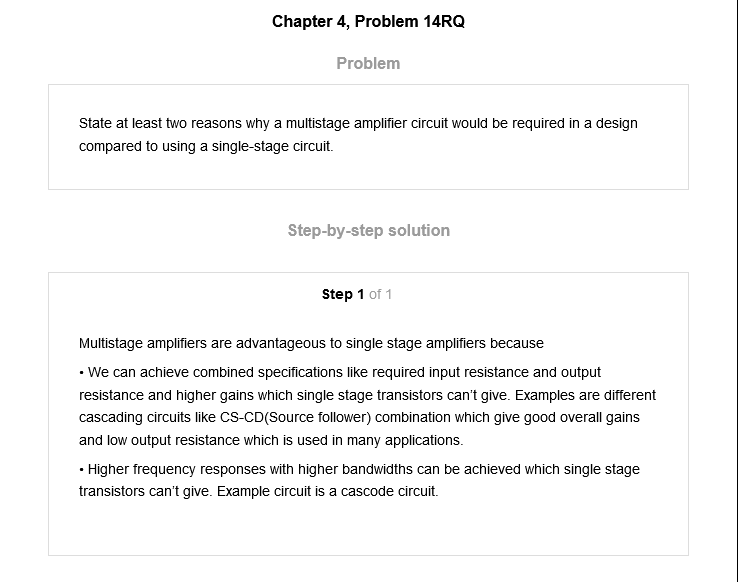 Chapter 4, Problem 14RQ
Problem
State at least two reasons why a multistage amplifier circuit would be required in a design
compared to using a single-stage circuit.
Step-by-step solution
Step 1 of 1
Multistage amplifiers are advantageous to single stage amplifiers because
• We can achieve combined specifications like required input resistance and output
resistance and higher gains which single stage transistors can’t give. Examples are different
cascading circuits like CS-CD(Source follower) combination which give good overall gains
and low output resistance which is used in many applications.
• Higher frequency responses with higher bandwidths can be achieved which single stage
transistors can’t give. Example circuit is a cascode circuit.